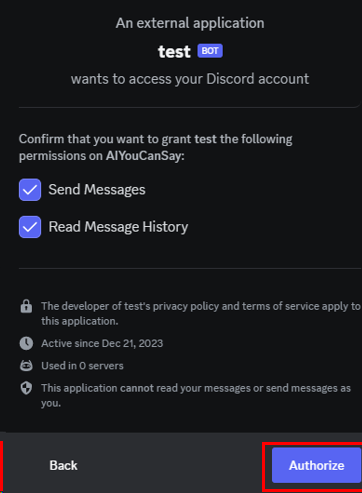 An external application
test BOT
wants to access your Discord account
Confirm that you want to grant test the following
permissions on AIYouCanSay:
Send Messages
Read Message History
The developer of test's privacy policy and terms of service apply to
this application.
Active since Dec 21, 2023
Used in 0 servers
This application cannot read your messages or send messages as
you.
Back
Authorize